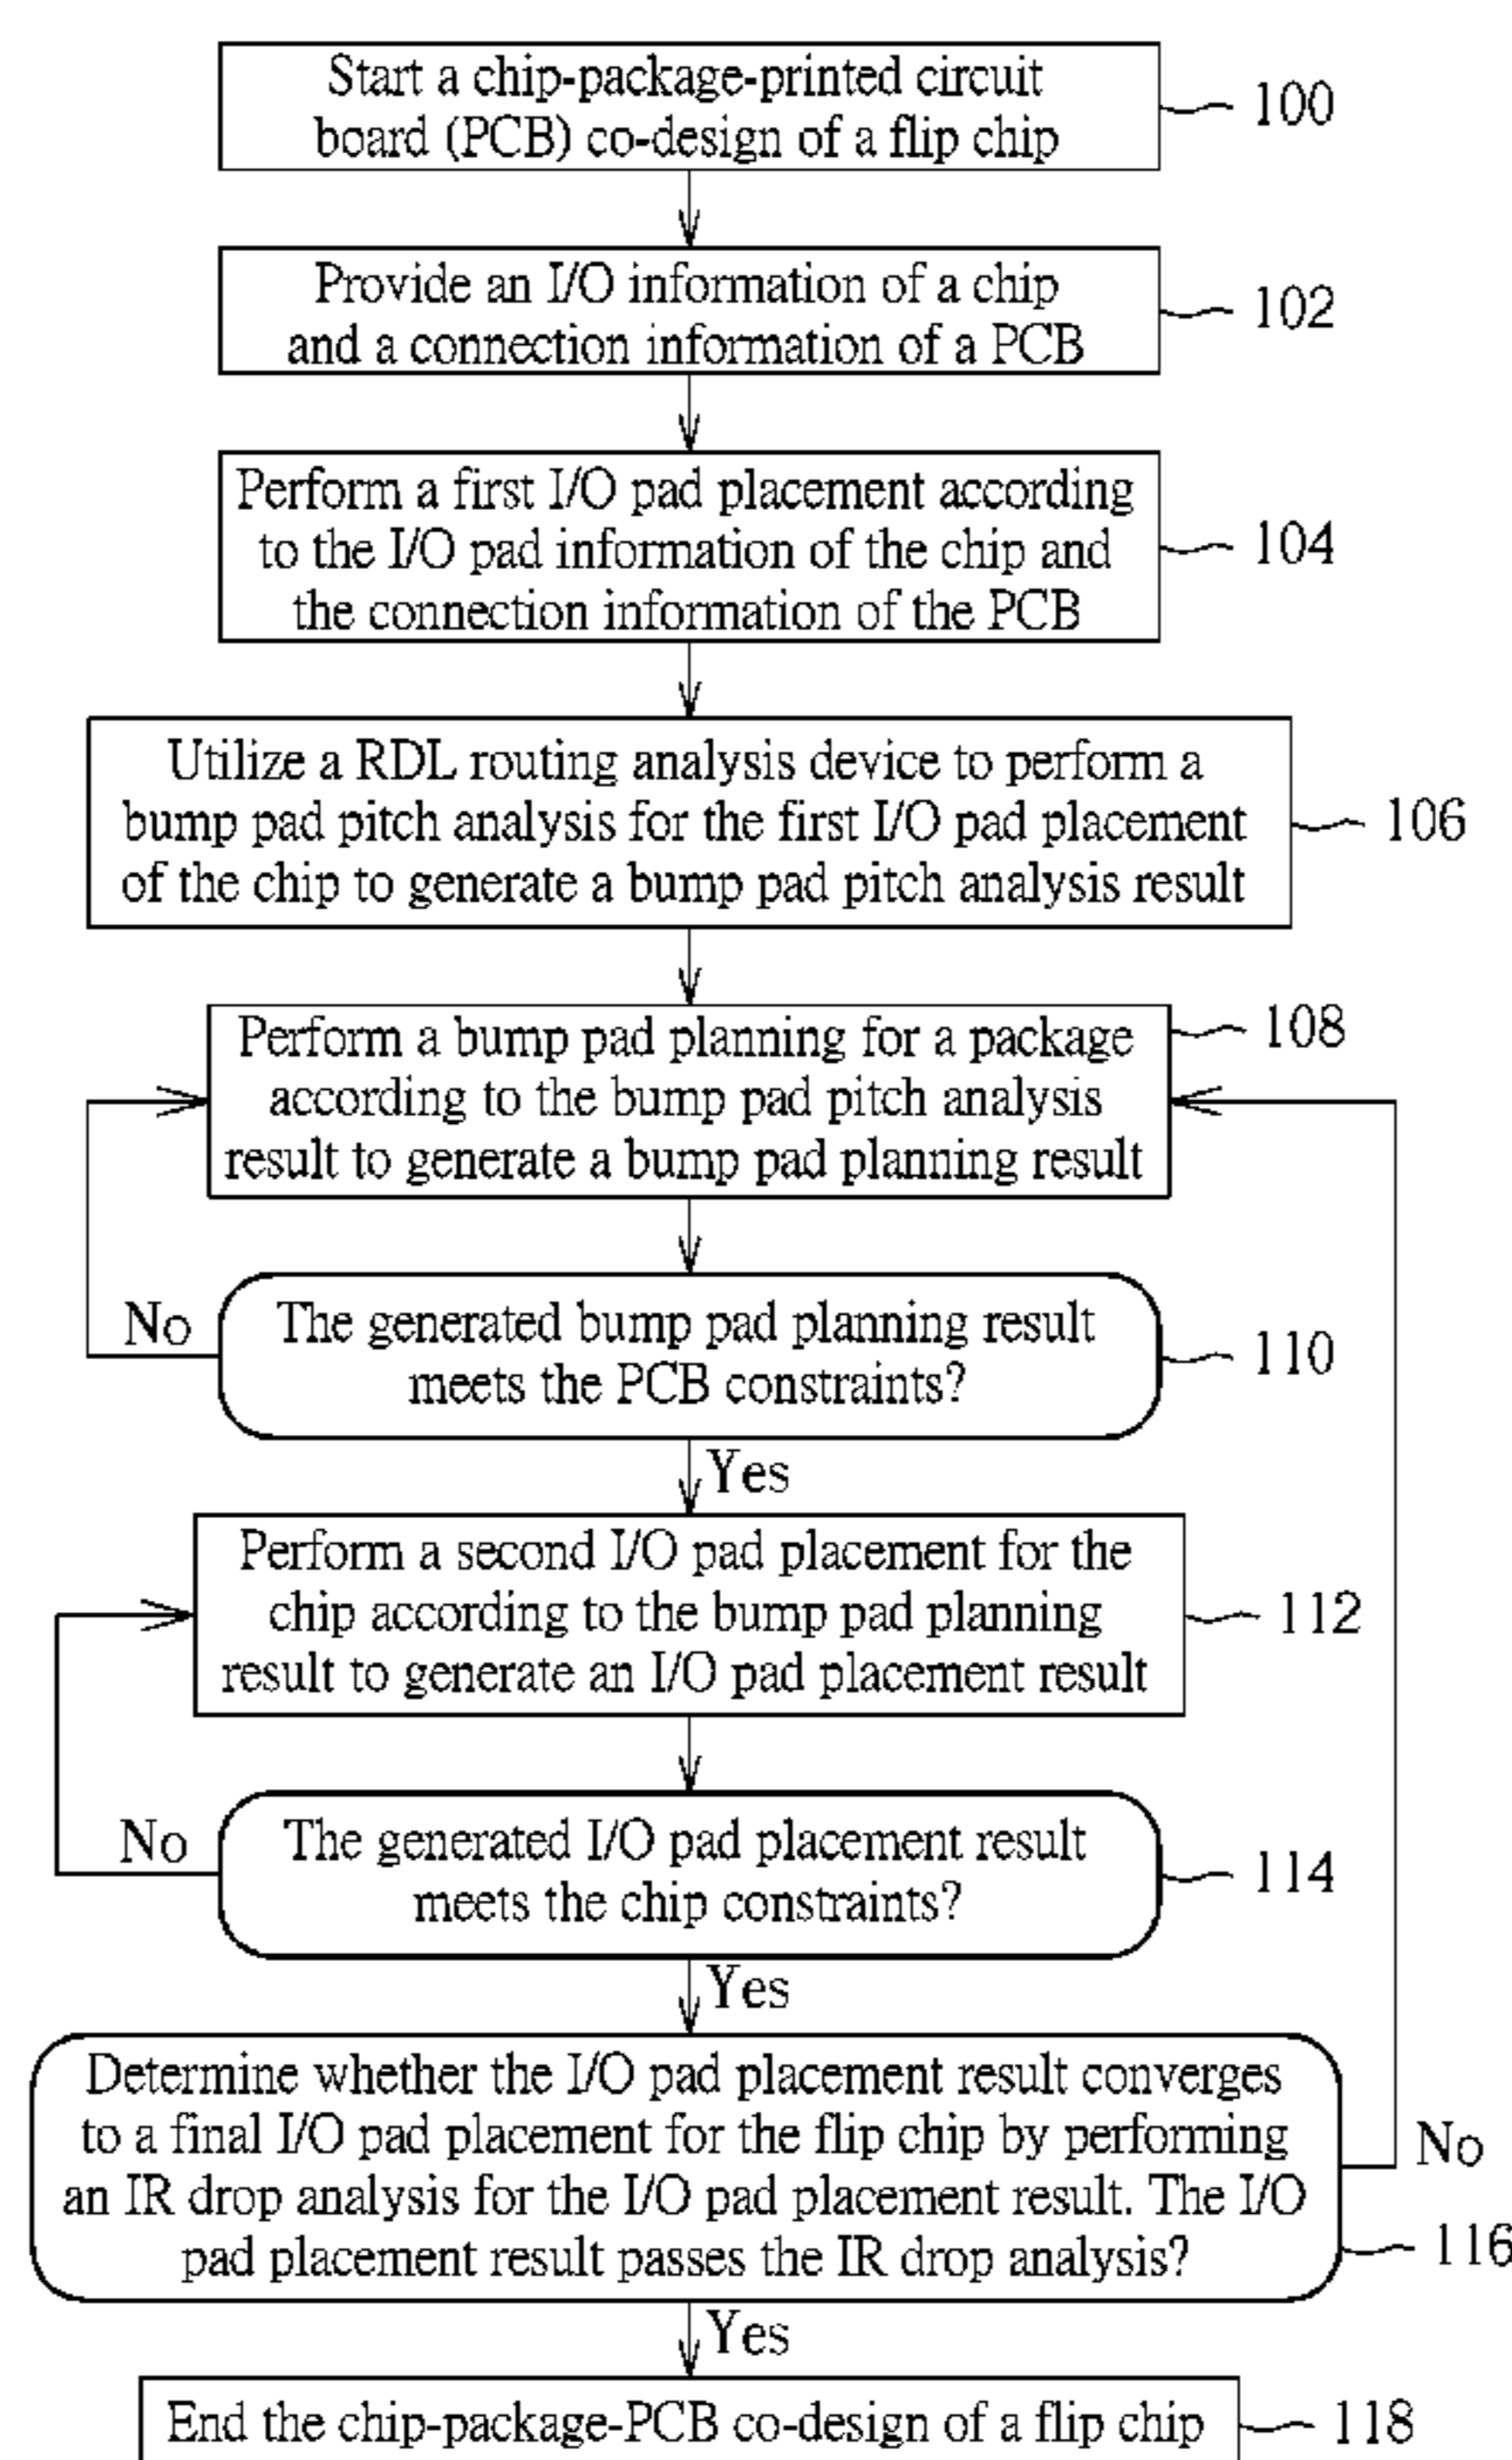 Start a chip-package-printed circuit
board (PCB) co-design of a flip chip
100
Provide an I/O information of a chip
and a connection information of a PCB
102
Perform a first I/O pad placement according
to the I/O pad information of the chip and
the connection information of the PCB
104
Utilize a RDL routing analysis device to perform a
bump pad pitch analysis for the first I/O pad placement
of the chip to generate a bump pad pitch analysis result
106
Perform a bump pad planning for a package
according to the bump pad pitch analysis
result to generate a bump pad planning result
108
No
The generated bump pad planning result
meets the PCB constraints?
110
Yes
Perform a second I/O pad placement for the
chip according to the bump pad planning
result to generate an I/O pad placement result
112
No
The generated I/O pad placement result
meets the chip constraints?
114
Yes
Determine whether the I/O pad placement result converges
to a final I/O pad placement for the flip chip by performing
an IR drop analysis for the I/O pad placement result. The I/O
pad placement result passes the IR drop analysis?
No
116
Yes
End the chip-package-PCB co-design of a flip chip
118